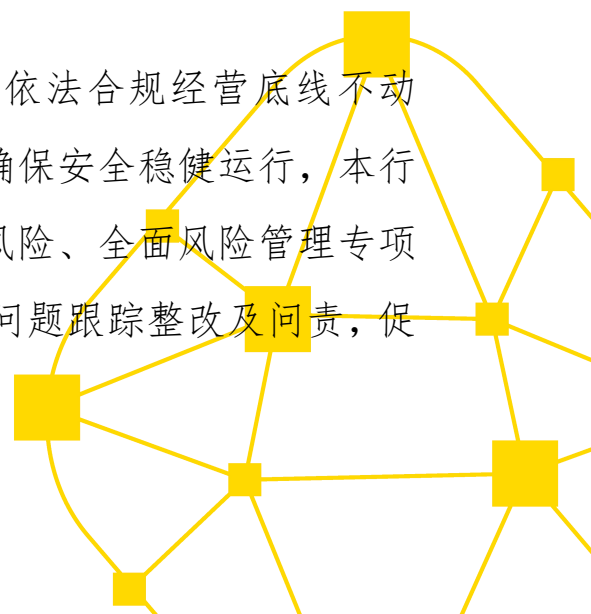 依法合规经营底线不动
确保安全稳健运行，本行
风险、全面风险管理专项
问题跟踪整改及问责，促